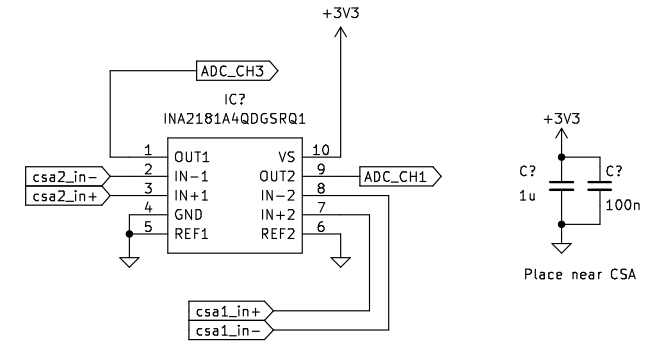 +3V3
ADC_CH3
IC?
INA2181A4QDGSRQ1
1 OUT1 VS 10
csa2_in- 2 IN-1 OUT2 9 ADC_CH1
csa2_in+ 3 IN+1 IN-2 8
4 GND IN+2 7
5 REF1 REF2 6
csa1_in+
csa1_in-
+3V3
C? C?
1u 100n
Place near CSA